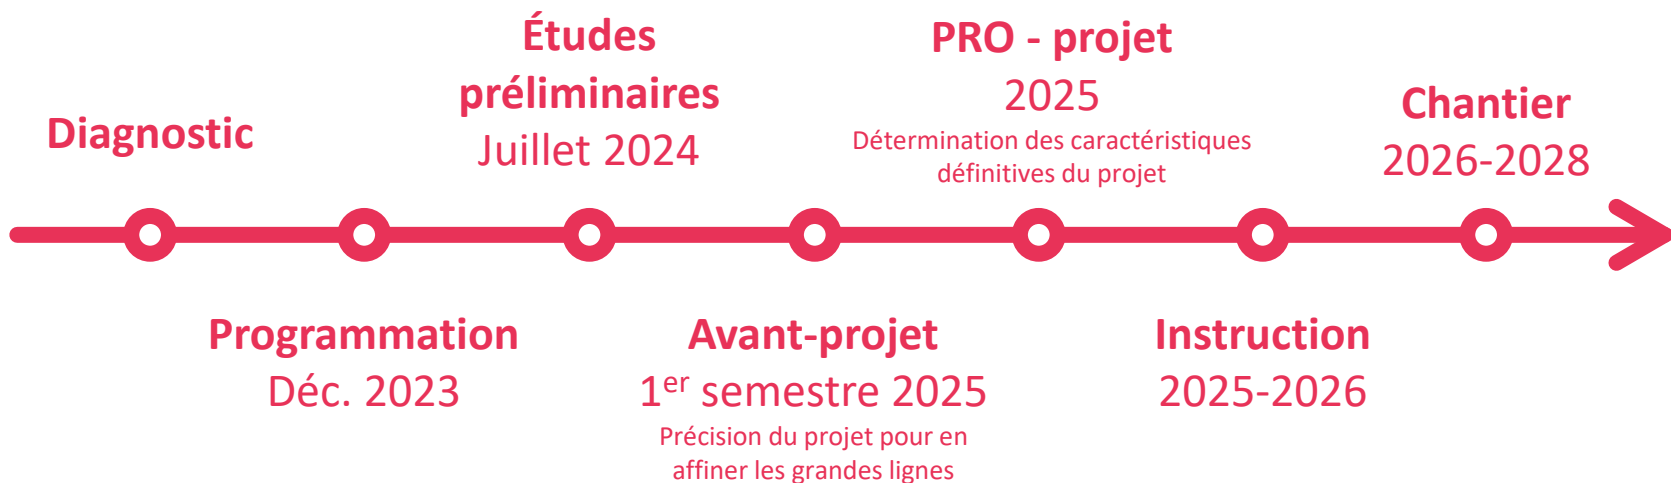 Diagnostic
Programmation
Déc. 2023
Études
préliminaires
Juillet 2024
Avant-projet
1er semestre 2025
Précision du projet pour en
affiner les grandes lignes
PRO - projet
2025
Détermination des caractéristiques
définitives du projet
Instruction
2025-2026
Chantier
2026-2028